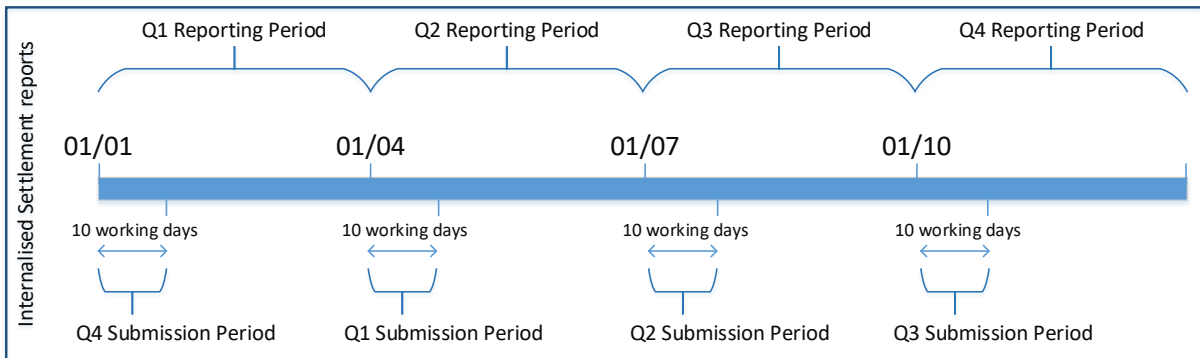 Internalised Settlement reports
Q1 Reporting Period
Q2 Reporting Period
Q3 Reporting Period
Q4 Reporting Period
01/01
01/04
01/07
01/10
10 working days
10 working days
10 working days
10 working days
Q4 Submission Period
Q1 Submission Period
Q2 Submission Period
Q3 Submission Period